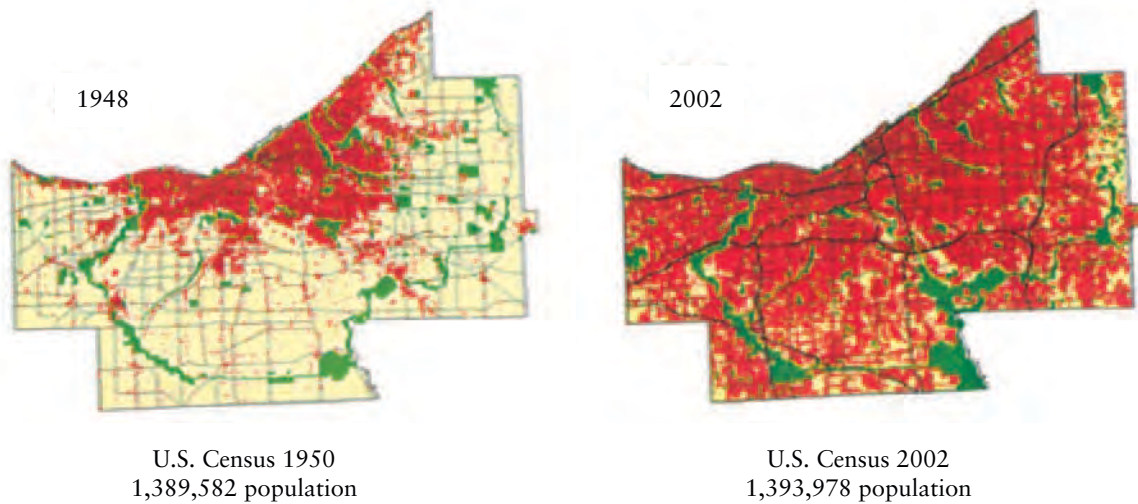 1948
2002
U.S. Census 1950
1,389,582 population
U.S. Census 2002
1,393,978 population